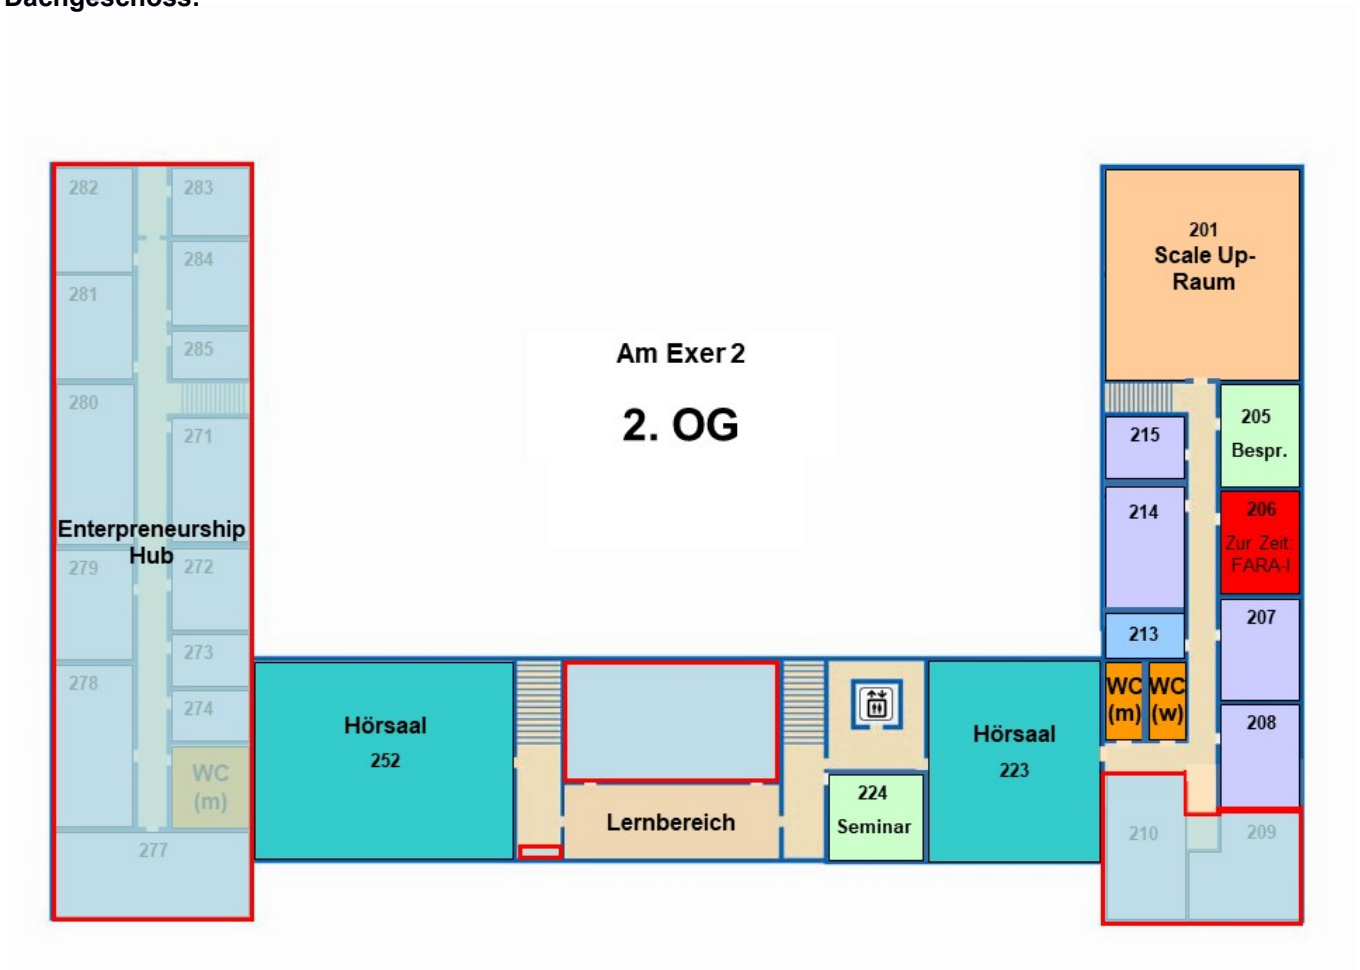 Dachgeschoss:
282
283
284
281
285
280
271
Enterpreneurship
Hub
279
272
273
278
274
WC
(m)
277
Am Exer 2
2. OG
Hörsaal
252
Lernbereich
224
Seminar
Hörsaal
223
201
Scale Up-
Raum
215
205
Bespr.
214
206
Zur Zeit:
FARA-I
213
207
WC
(m)
WC
(w)
208
210
209